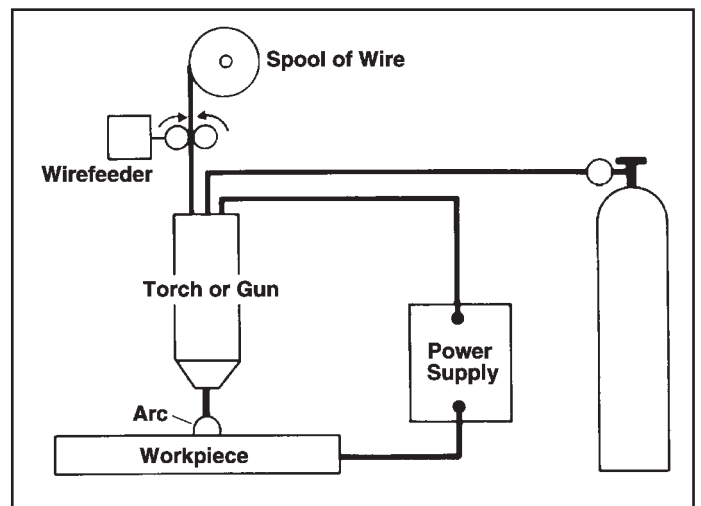 Spool of Wire
Wirefeeder
Torch or Gun
Power
Supply
Arc
Workpiece